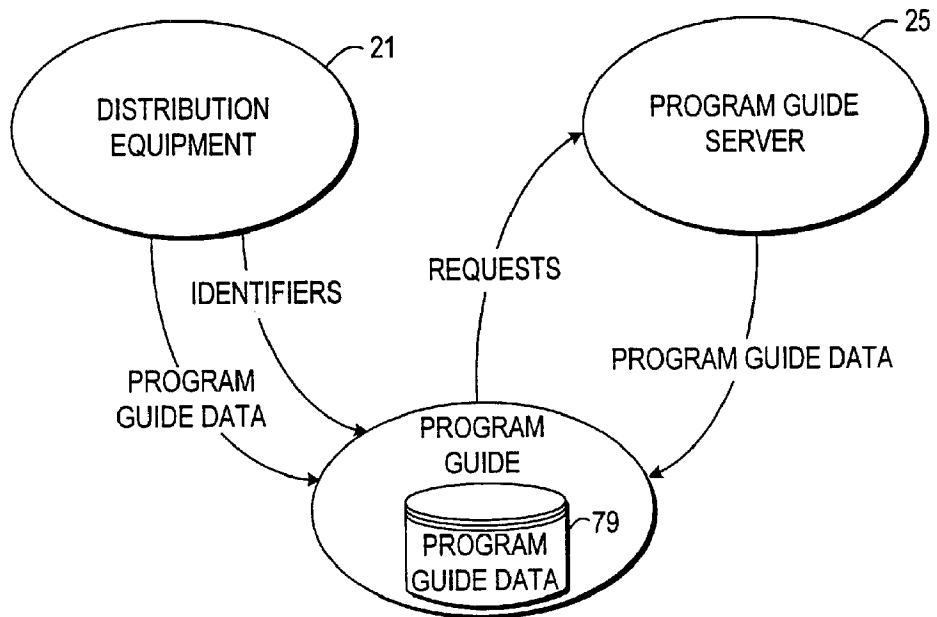 21
DISTRIBUTION
EQUIPMENT
25
PROGRAM GUIDE
SERVER
IDENTIFIERS
REQUESTS
PROGRAM
GUIDE DATA
PROGRAM GUIDE DATA
PROGRAM
GUIDE
79
PROGRAM
GUIDE DATA